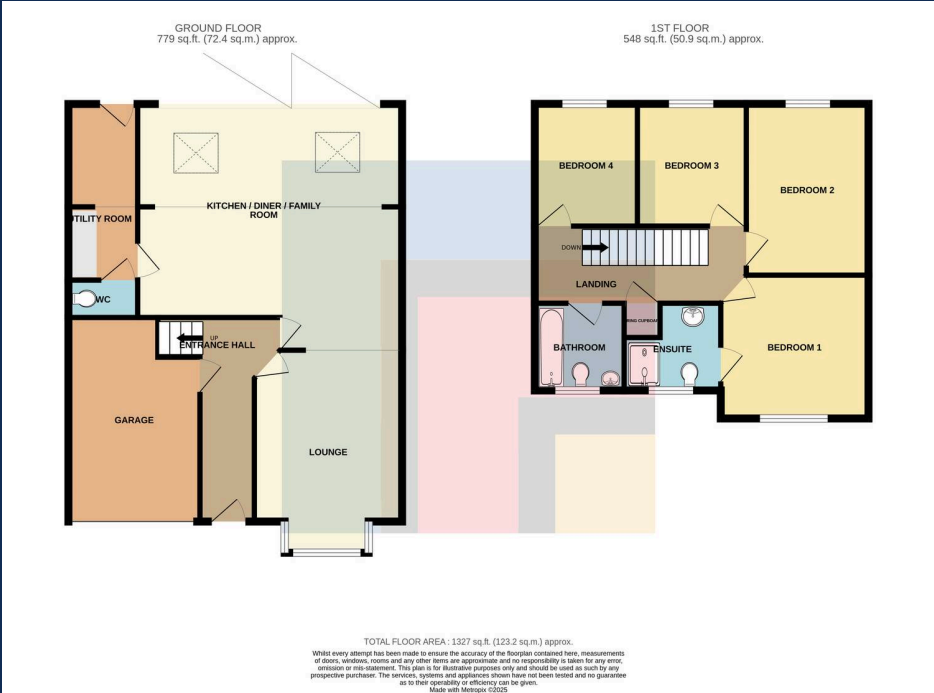 GROUND FLOOR
779 sq.ft. (72.4 sq.m.) approx.
1ST FLOOR
548 sq.ft. (50.9 sq.m.) approx.
KITCHEN / DINER / FAMILY
ROOM
UTILITY ROOM
WC
UP
ENTRANCE HALL
GARAGE
LOUNGE
BEDROOM 4
BEDROOM 3
BEDROOM 2
DOWN
LANDING
RING CUPBOAR
BATHROOM
ENSUITE
BEDROOM 1
TOTAL FLOOR AREA : 1327 sq.ft. (123.2 sq.m.) approx.
Whilst every attempt has been made to ensure the accuracy of the floorplan contained here, measurements
of doors, windows, rooms and any other items are approximate and no responsibility is taken for any error,
omission or mis-statement. This plan is for illustrative purposes only and should be used as such by any
prospective purchaser. The services, systems and appliances shown have not been tested and no guarantee
as to their operability or efficiency can be given.
Made with Metropix ©2025